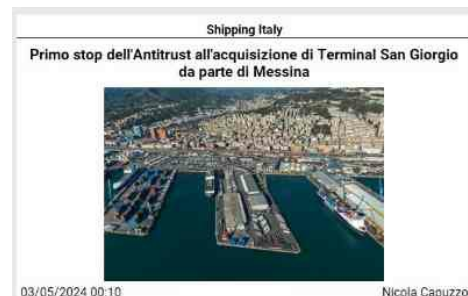 Shipping Italy
Primo stop dell'Antitrust all'acquisizione di Terminal San Giorgio
da parte di Messina
03/05/2024 00:10 Nicola Capuzzo